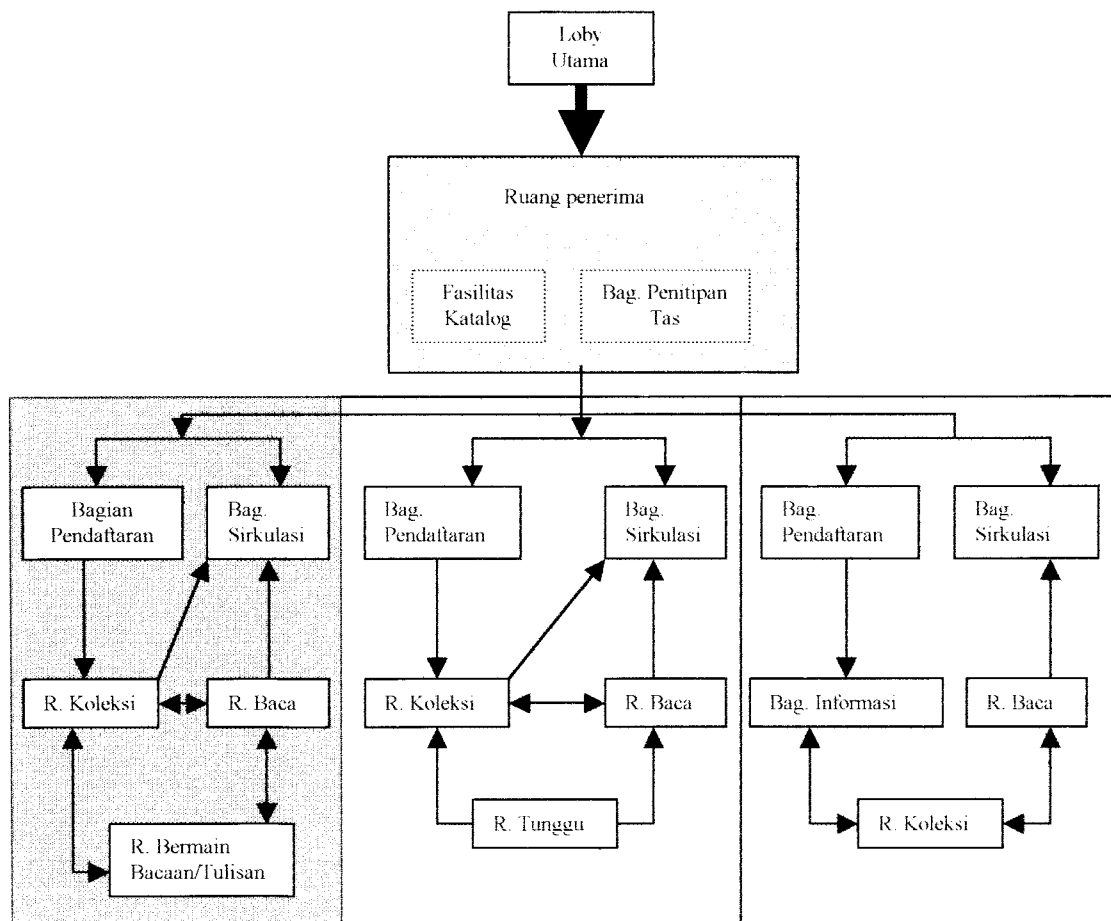 Loby
Utama
Ruang penerima
Fasilitas
Katalog
Bag. Penitipan
Tas
Bagian
Pendaftaran
Bag.
Sirkulasi
Bag.
Pendaftaran
Bag.
Sirkulasi
Bag.
Pendaftaran
Bag.
Sirkulasi
R. Koleksi
R. Baca
R. Koleksi
R. Baca
Bag. Informasi
R. Baca
R. Bermain
Bacaan/Tulisan
R. Tunggu
R. Koleksi